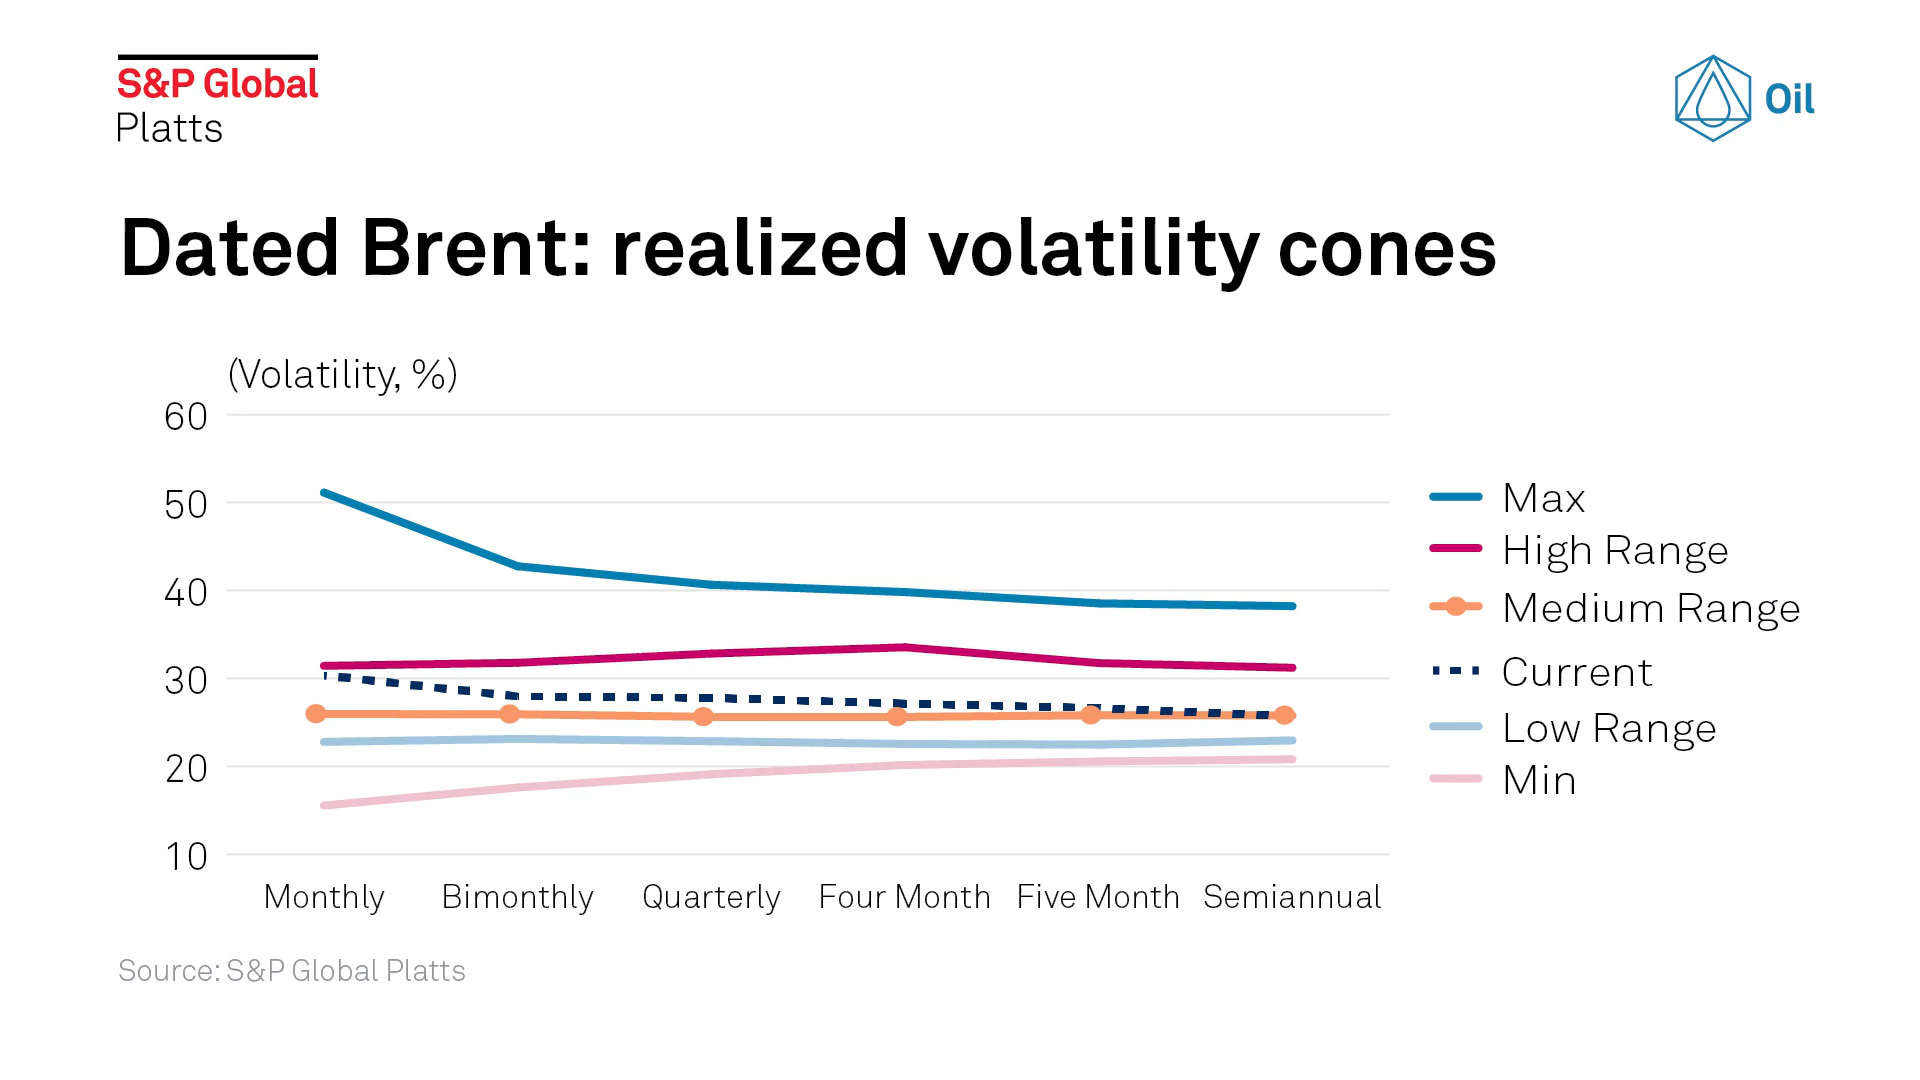 S&P Global
Platts
Oil
Dated Brent: realized volatility cones
(Volatility, %)
60
50
40
30
20
10
Monthly Bimonthly Quarterly Four Month Five Month Semiannual
Max
High Range
Medium Range
Current
Low Range
Min
Source: S&P Global Platts